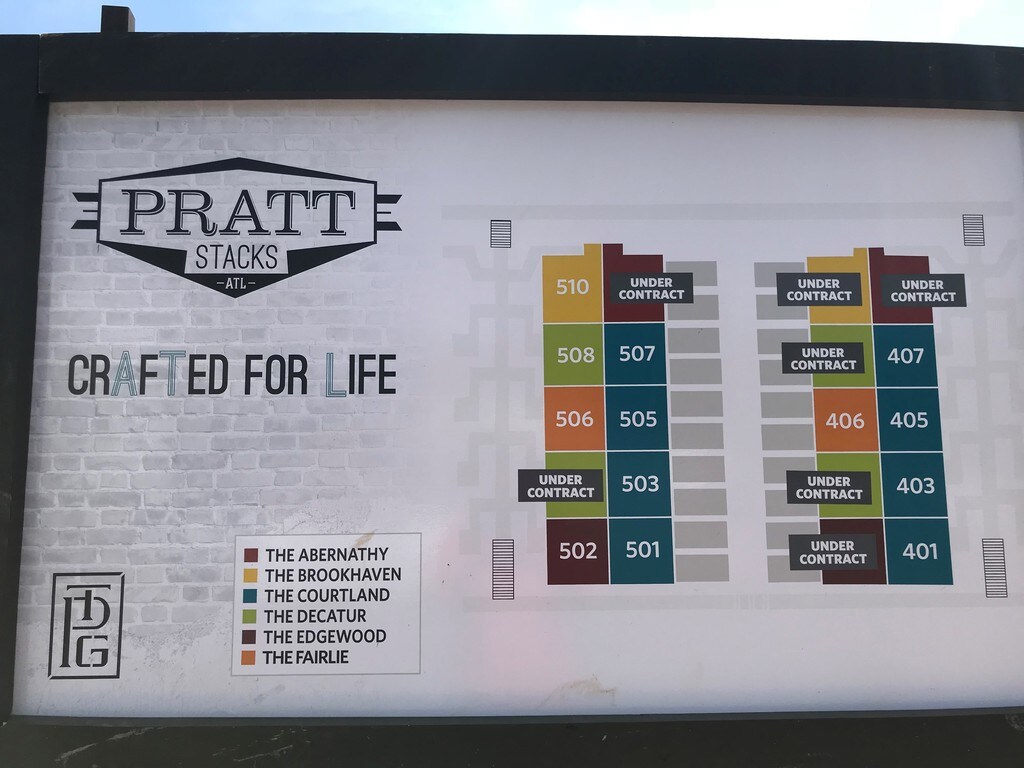 PRATT
STACKS
-ATL-
CRAFTED FOR LIFE
THE ABERNATHY
THE BROOKHAVEN
THE COURTLAND
THE DECATUR
THE EDGEWOOD
THE FAIRLIE
PTDG
510
UNDER
CONTRACT
508
507
506
505
UNDER
CONTRACT
503
502
501
UNDER
CONTRACT
UNDER
CONTRACT
UNDER
CONTRACT
407
406
405
UNDER
CONTRACT
403
UNDER
CONTRACT
401